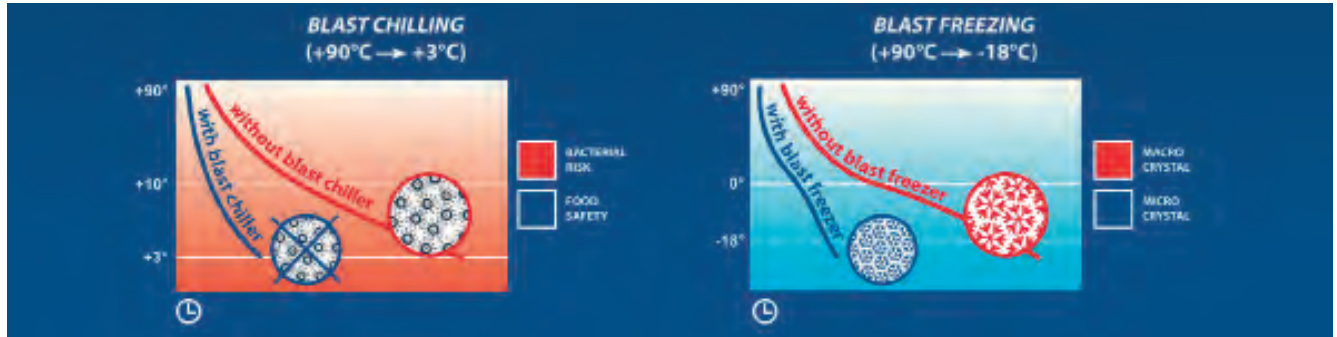 BLAST CHILLING
(+90°C → +3°C)
+90°
+10°
+3°
with blast chiller
without blast chiller
BACTERIAL
RISK
FOOD
SAFETY
BLAST FREEZING
(+90°C → -18°C)
+90°
0°
-18°
with blast freezer
without blast freezer
MACRO
CRYSTAL
MICRO
CRYSTAL